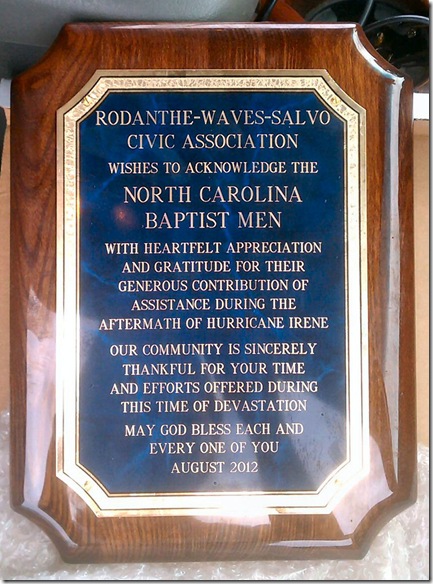 RODANTHE-WAVES-SALVO
CIVIC ASSOCIATION
WISHES TO ACKNOWLEDGE THE
NORTH CAROLINA
BAPTIST MEN
WITH HEARTFELT APPRECIATION
AND GRATITUDE FOR THEIR
GENEROUS CONTRIBUTION OF
ASSISTANCE DURING THE
AFTERMATH OF HURRICANE IRENE
OUR COMMUNITY IS SINCERELY
THANKFUL FOR YOUR TIME
AND EFFORTS OFFERED DURING
THIS TIME OF DEVASTATION
MAY GOD BLESS EACH AND
EVERY ONE OF YOU
AUGUST 2012